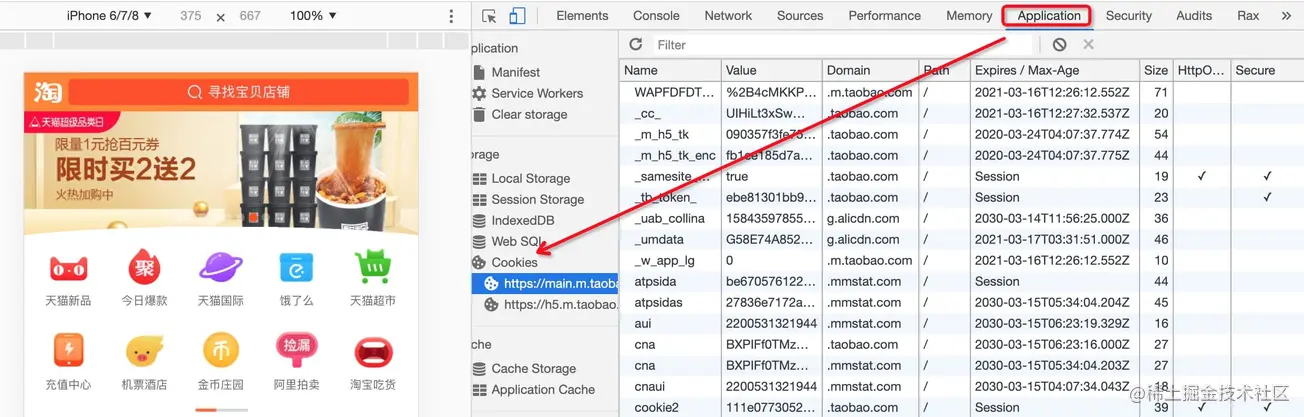 iPhone 6/7/8 ▼ 375 x 667 100% ▼
淘 寻找宝贝店铺
天猫超级品类日
限量1元抢百元券
限时买2送2
火热加购中
天猫新品 今日爆款 天猫国际 饿了么 天猫超市
充值中心 机票酒店 金币庄园 阿里拍卖 淘宝吃货
聚
捡漏
Elements Console Network Sources Performance Memory Application Security Audits Rax »
plication
Manifest
Service Workers
Clear storage
orage
Local Storage
Session Storage
IndexedDB
Web SQL
Cookies
https://main.m.taoba
https://h5.m.taobao.
che
Cache Storage
Application Cache
Filter
Name Value Domain Path Expires / Max-Age Size HttpO… Secure
WAPFDFDT… %2B4cMKKP… .m.taobao.com / 2021-03-16T12:26:12.552Z 71
_cc_ UIHiLt3xSw… .taobao.com / 2021-03-16T12:27:32.537Z 20
_m_h5_tk 090357f3fe75… .taobao.com / 2020-03-24T04:07:37.774Z 54
_m_h5_tk_enc fb1ce185d7a… .taobao.com / 2020-03-24T04:07:37.775Z 44
_samesite_… true .taobao.com / Session 19 ✓ ✓
_tb_token_ ebe81301bb9… .taobao.com / Session 23 ✓
_uab_collina 15843597855… g.alicdn.com / 2030-03-14T11:56:25.000Z 36
_umdata G58E74A852… g.alicdn.com / 2021-03-17T03:31:51.000Z 46
_w_app_lg 0 .m.taobao.com / 2021-03-16T12:26:12.552Z 10
atpsida be670576122… .mmstat.com / Session 44
atpsidas 27836e7172a… .mmstat.com / 2030-03-15T05:34:04.204Z 45
aui 2200531321944 .mmstat.com / 2030-03-15T06:23:19.329Z 16
cna BXPIFf0TMz… .mmstat.com / 2030-03-15T06:23:16.000Z 27
cna BXPIFf0TMz… .mmstat.com / 2030-03-15T05:34:04.203Z 27
cnaui 2200531321944 .mmstat.com / 2030-03-15T04:07:34.043Z 18
cookie2 111e0773052… .taobao.com / Session 39 ✓ ✓
@稀土掘金技术社区